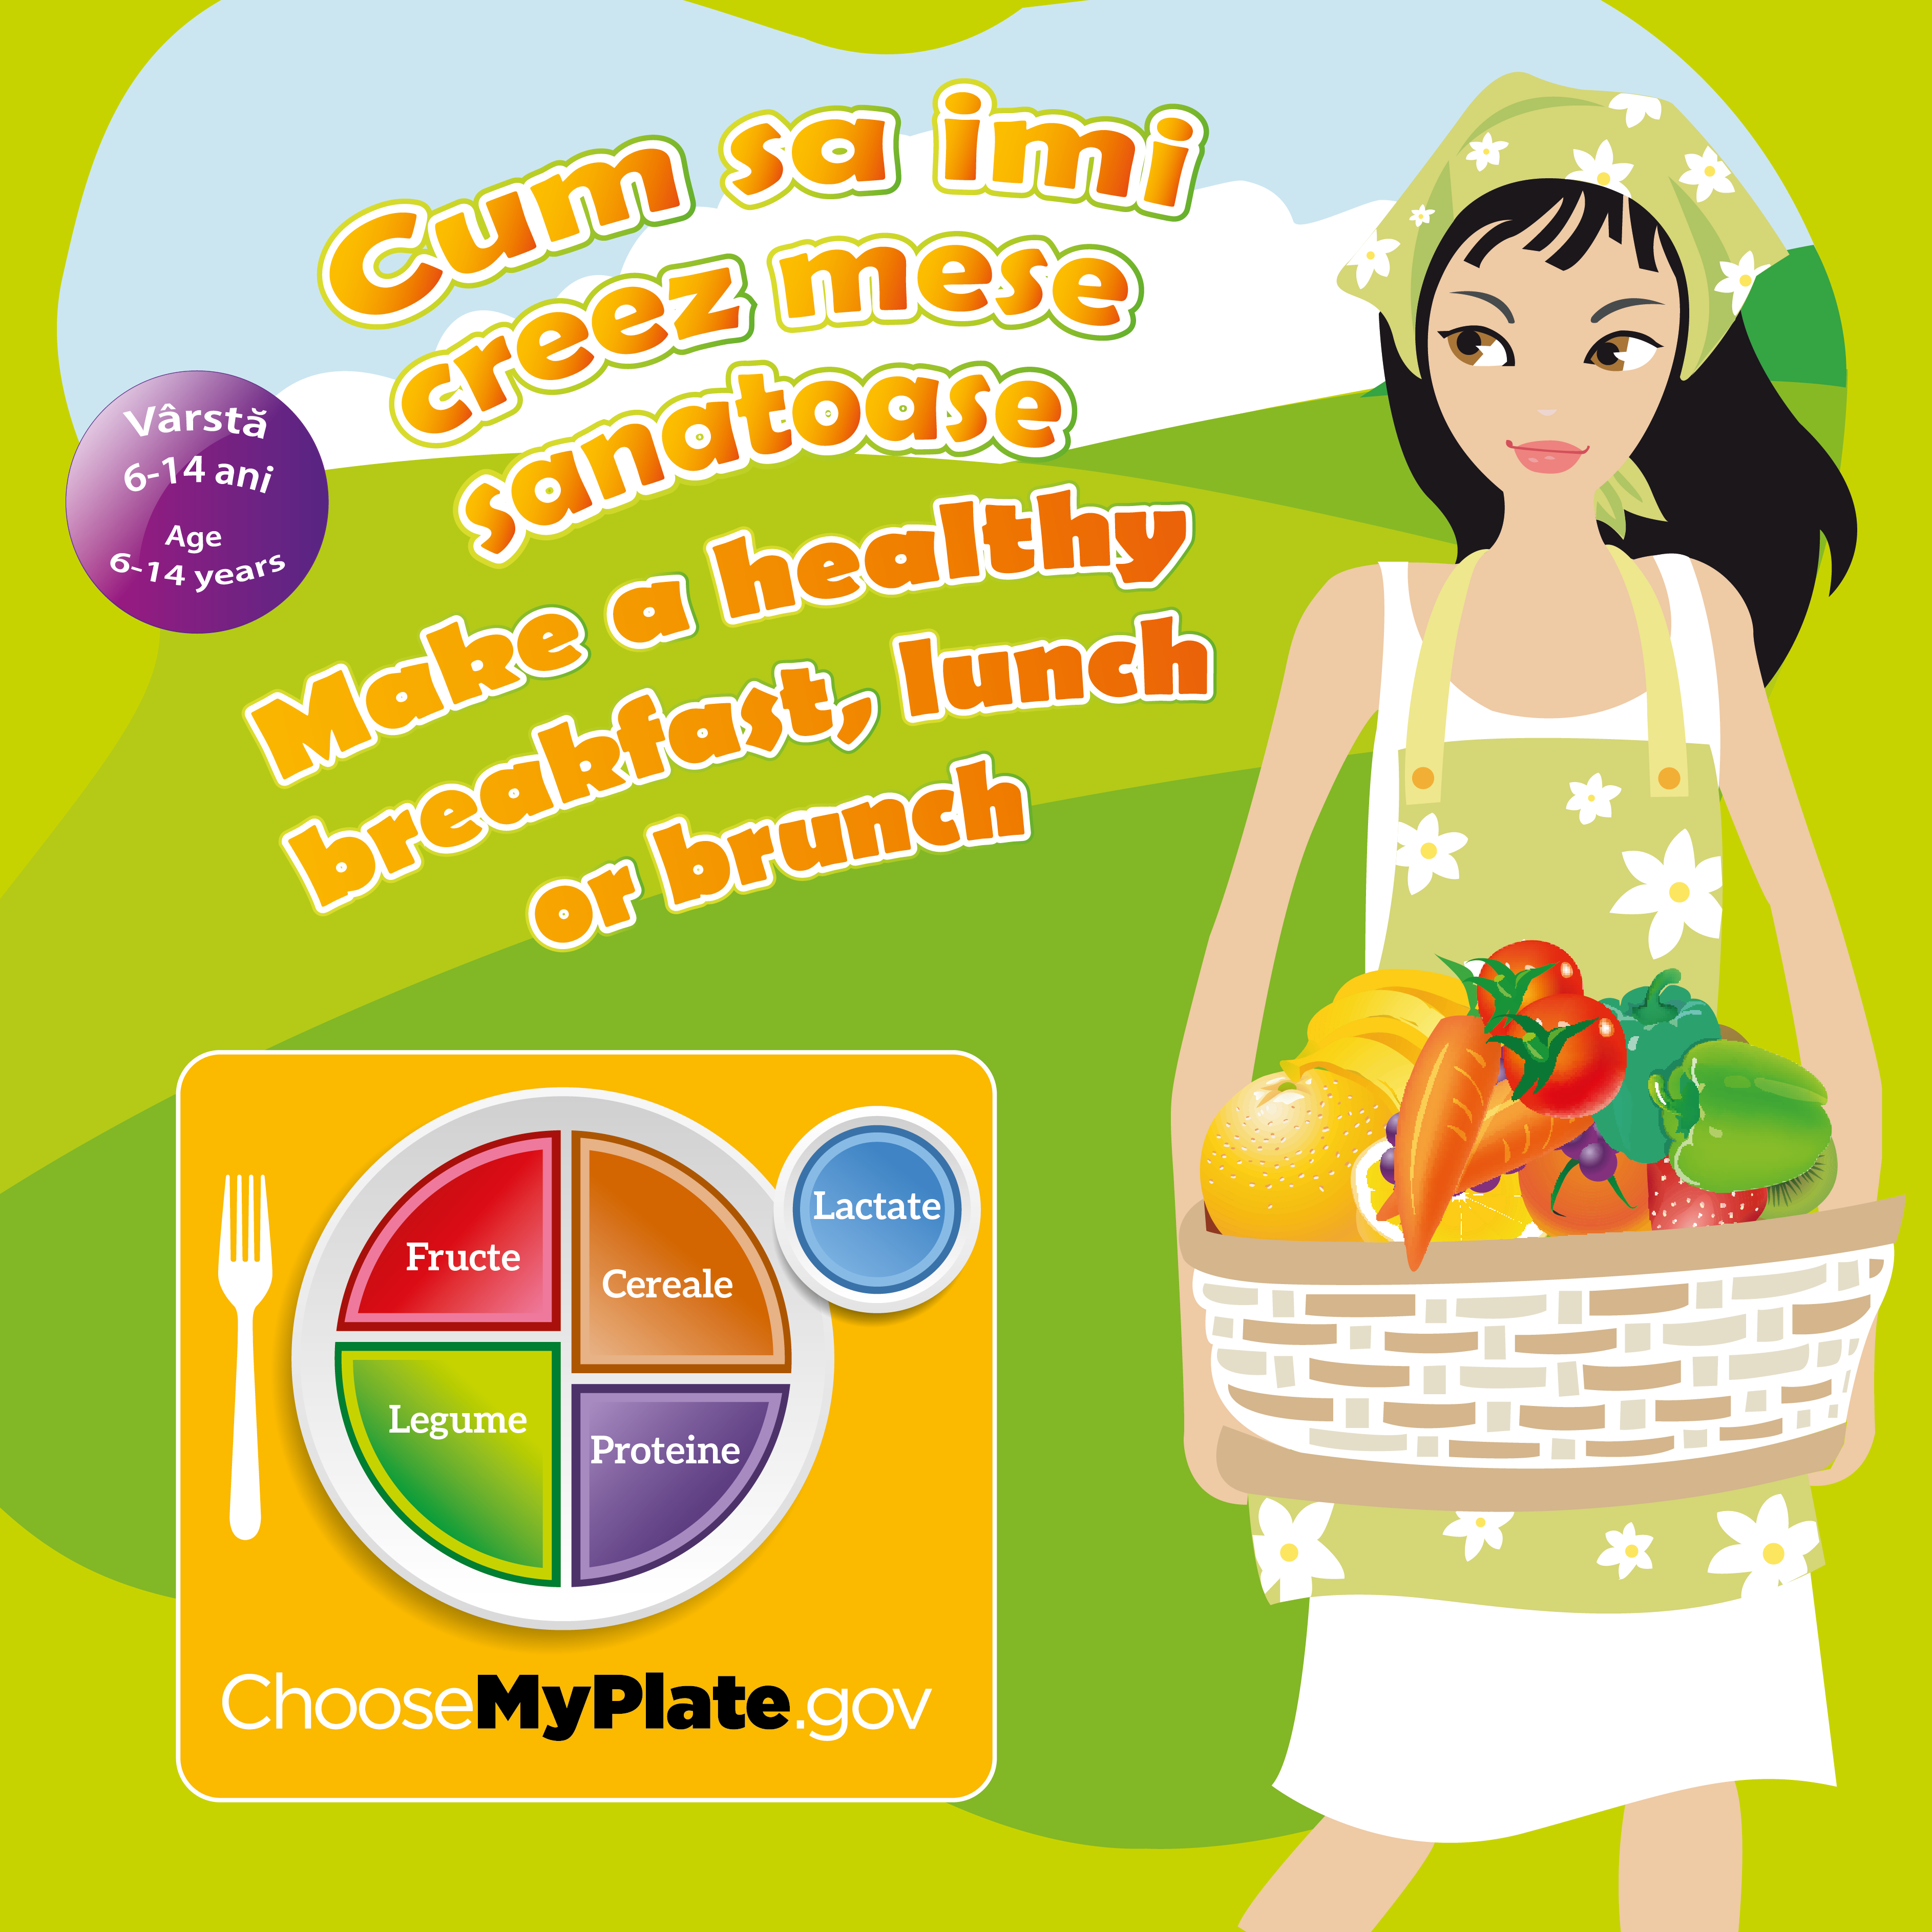 Cum sa imi
creez mese
sanatoase
Make a healthy
breakfast, lunch
or brunch
Vârstă
6-14 ani
Age
6-14 years
Fructe
Cereale
Lactate
Legume
Proteine
ChooseMyPlate.gov